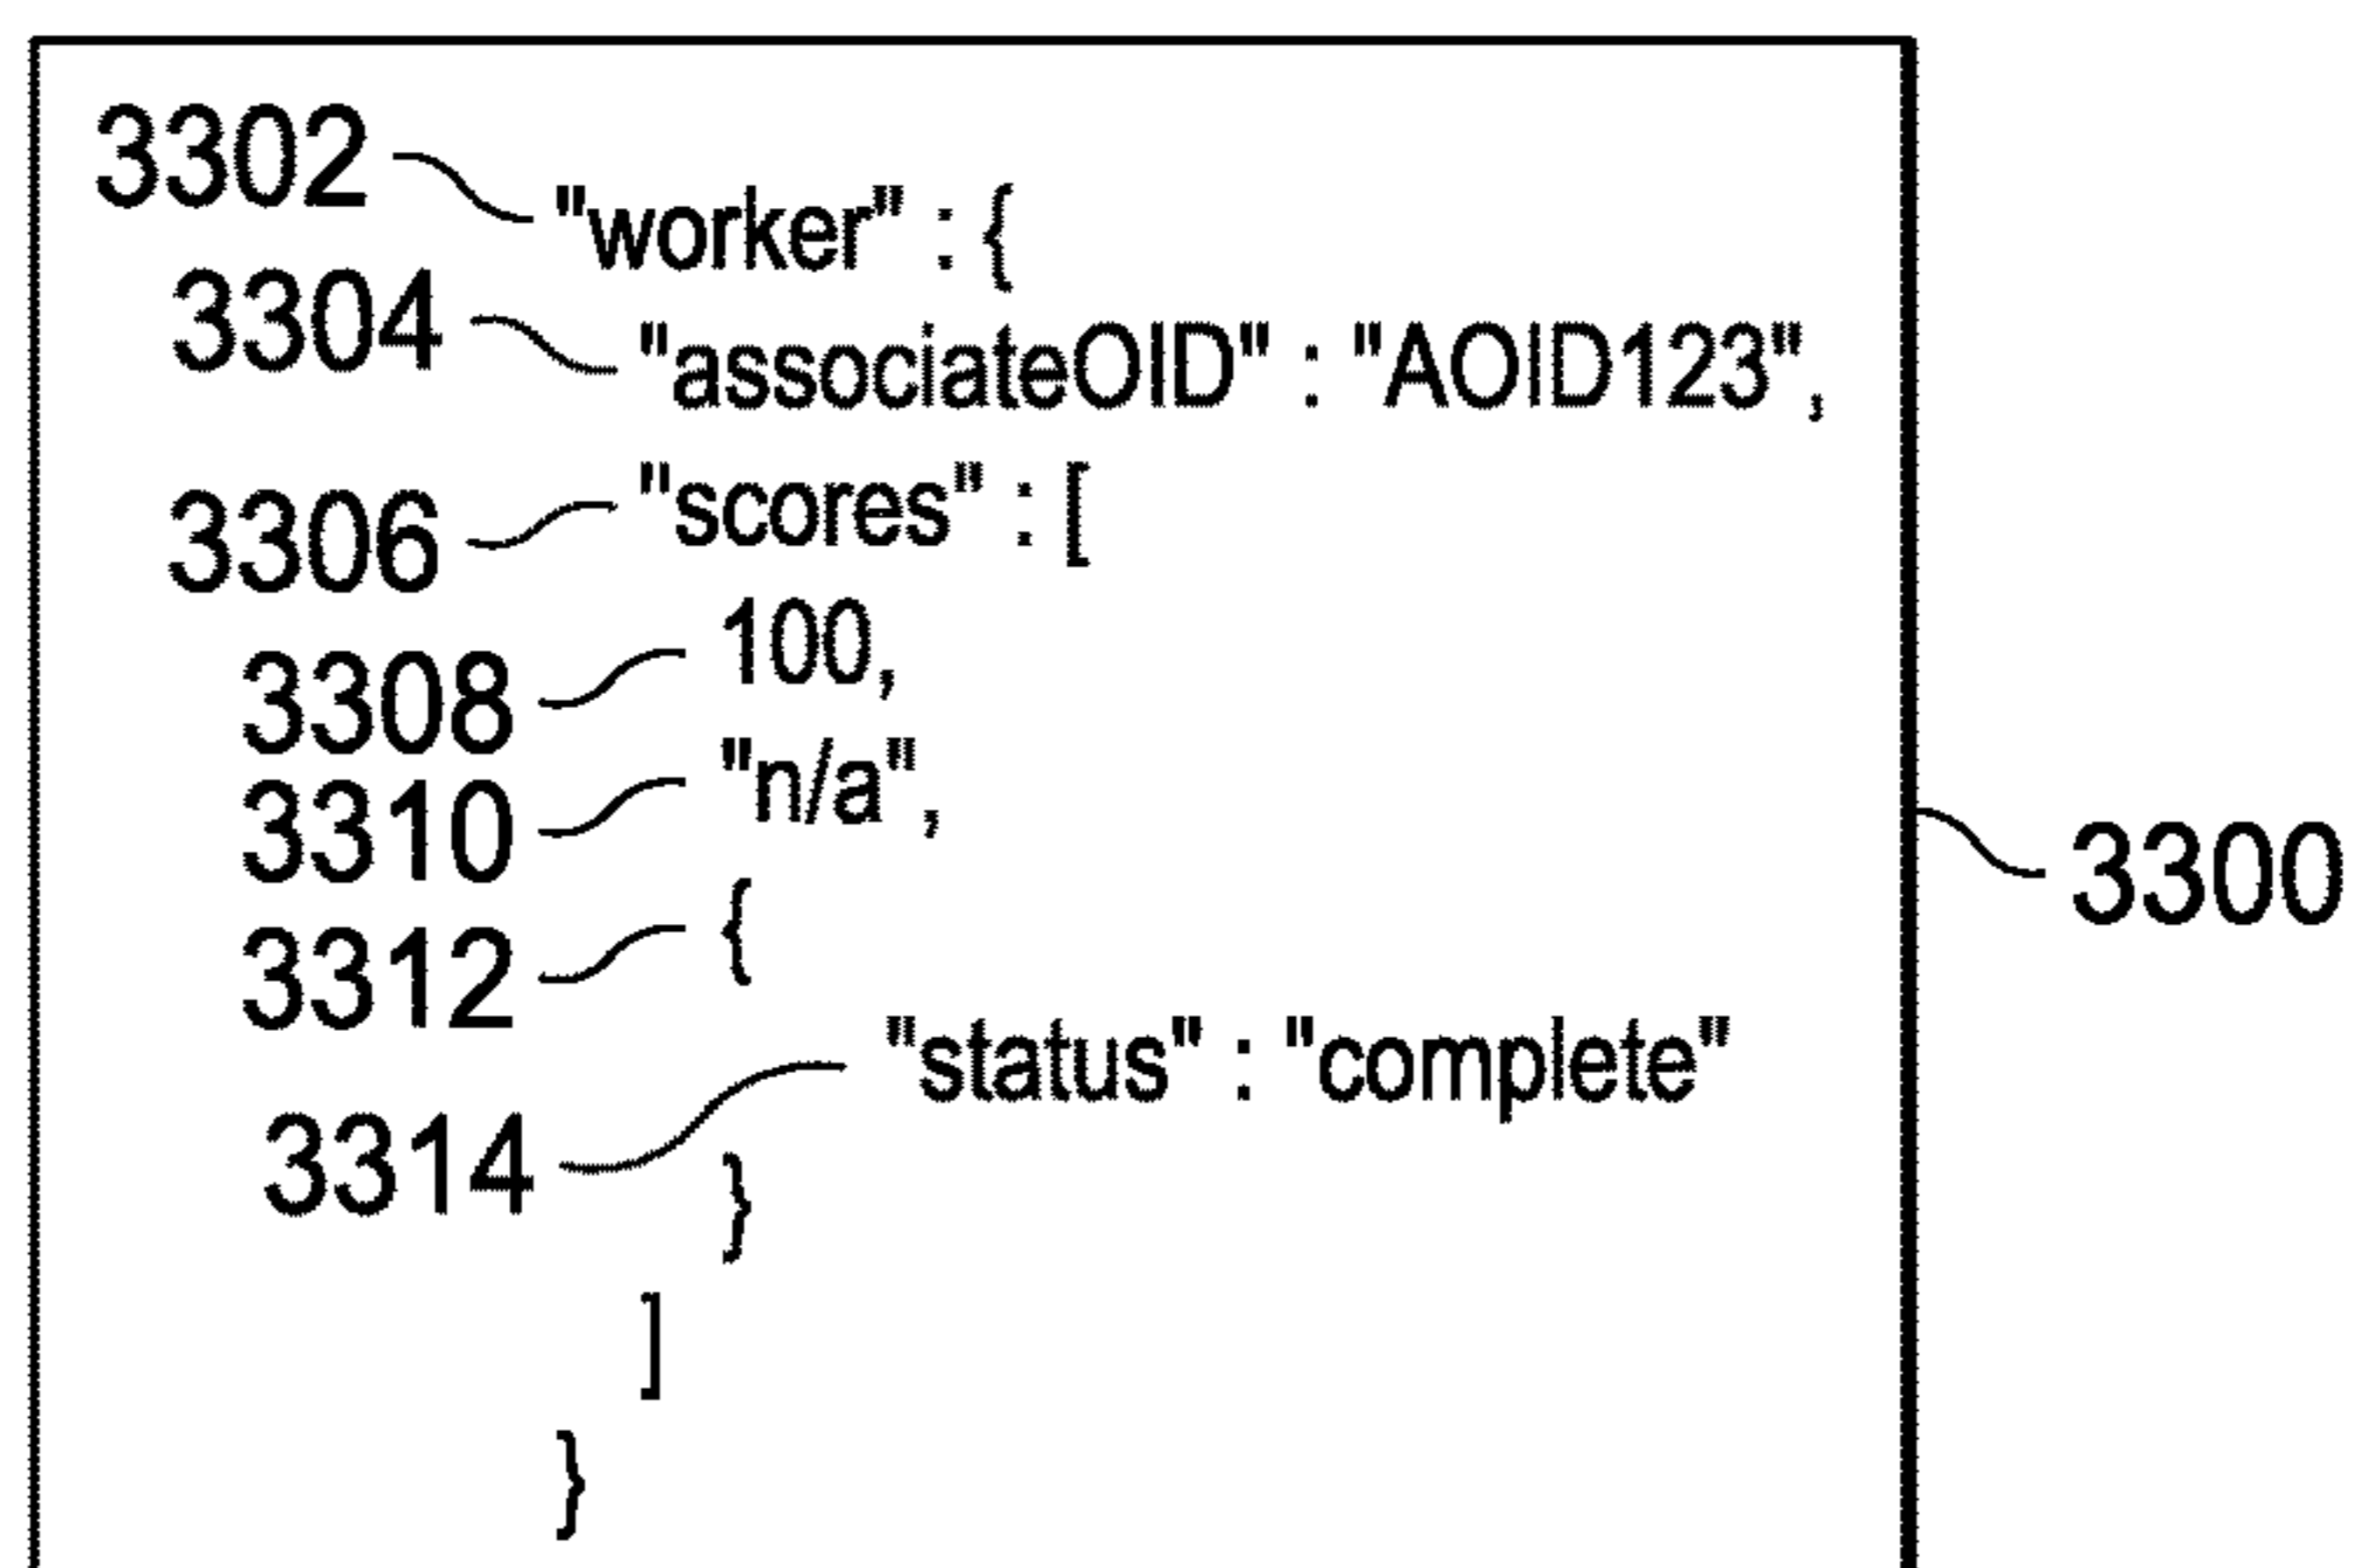 3302 "worker" : {
3304 "associateOID" : "AOID123",
3306 "scores" : [
3308 100,
3310 "n/a",
3312 {
3314 "status" : "complete"
}
]
}
3300